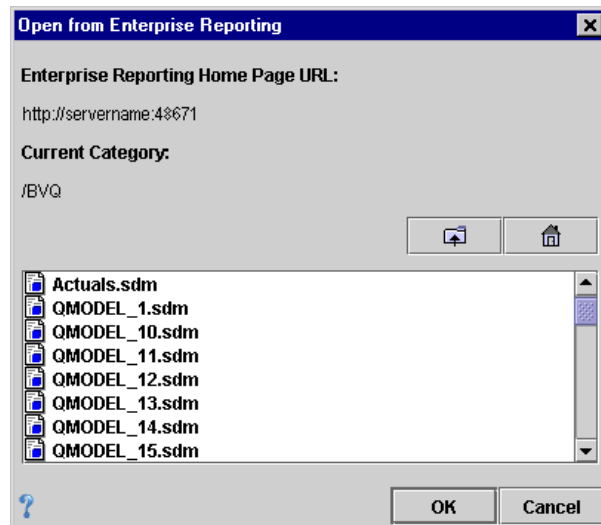 Open from Enterprise Reporting
Enterprise Reporting Home Page URL:
http://servername:48671
Current Category:
/BVQ
Actuals.sdm
QMODEL_1.sdm
QMODEL_10.sdm
QMODEL_11.sdm
QMODEL_12.sdm
QMODEL_13.sdm
QMODEL_14.sdm
QMODEL_15.sdm
? OK Cancel